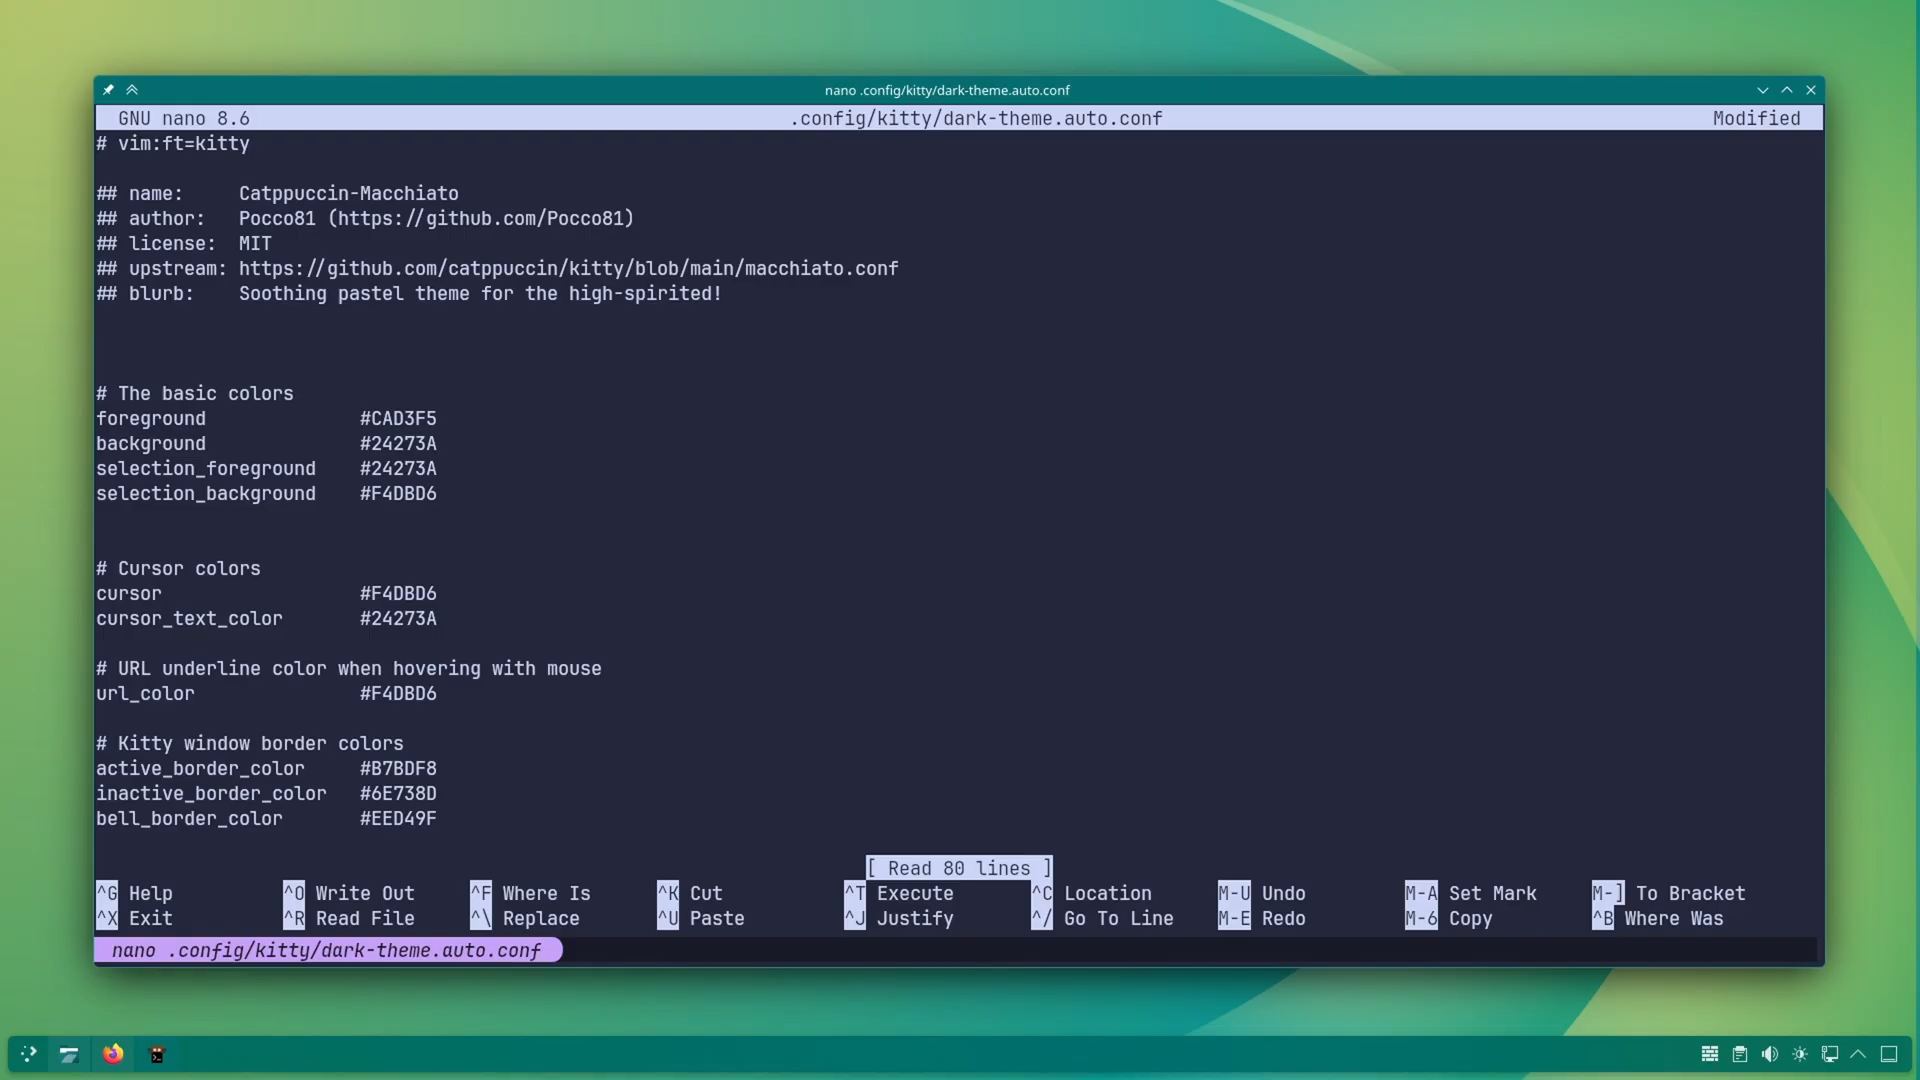 nano .config/kitty/dark-theme.auto.conf
GNU nano 8.6 .config/kitty/dark-theme.auto.conf Modified
# vim:ft=kitty
## name: Catppuccin-Macchiato
## author: Pocco81 (https://github.com/Pocco81)
## license: MIT
## upstream: https://github.com/catppuccin/kitty/blob/main/macchiato.conf
## blurb: Soothing pastel theme for the high-spirited!
# The basic colors
foreground #CAD3F5
background #24273A
selection_foreground #24273A
selection_background #F4DBD6
# Cursor colors
cursor #F4DBD6
cursor_text_color #24273A
# URL underline color when hovering with mouse
url_color #F4DBD6
# Kitty window border colors
active_border_color #B7BDF8
inactive_border_color #6E738D
bell_border_color #EED49F
[ Read 80 lines ]
^G Help ^O Write Out ^F Where Is ^K Cut ^T Execute ^C Location M-U Undo M-A Set Mark M-] To Bracket
^X Exit ^R Read File ^\ Replace ^U Paste ^J Justify ^/ Go To Line M-E Redo M-6 Copy ^B Where Was
nano .config/kitty/dark-theme.auto.conf